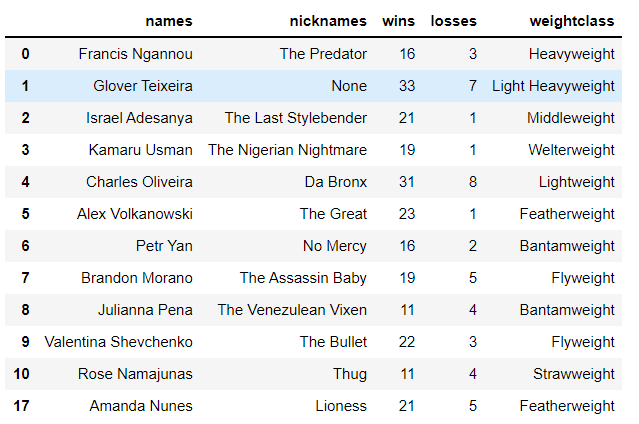 names nicknames wins losses weightclass
0 Francis Ngannou The Predator 16 3 Heavyweight
1 Glover Teixeira None 33 7 Light Heavyweight
2 Israel Adesanya The Last Stylebender 21 1 Middleweight
3 Kamaru Usman The Nigerian Nightmare 19 1 Welterweight
4 Charles Oliveira Da Bronx 31 8 Lightweight
5 Alex Volkanowski The Great 23 1 Featherweight
6 Petr Yan No Mercy 16 2 Bantamweight
7 Brandon Morano The Assassin Baby 19 5 Flyweight
8 Julianna Pena The Venezulean Vixen 11 4 Bantamweight
9 Valentina Shevchenko The Bullet 22 3 Flyweight
10 Rose Namajunas Thug 11 4 Strawweight
17 Amanda Nunes Lioness 21 5 Featherweight